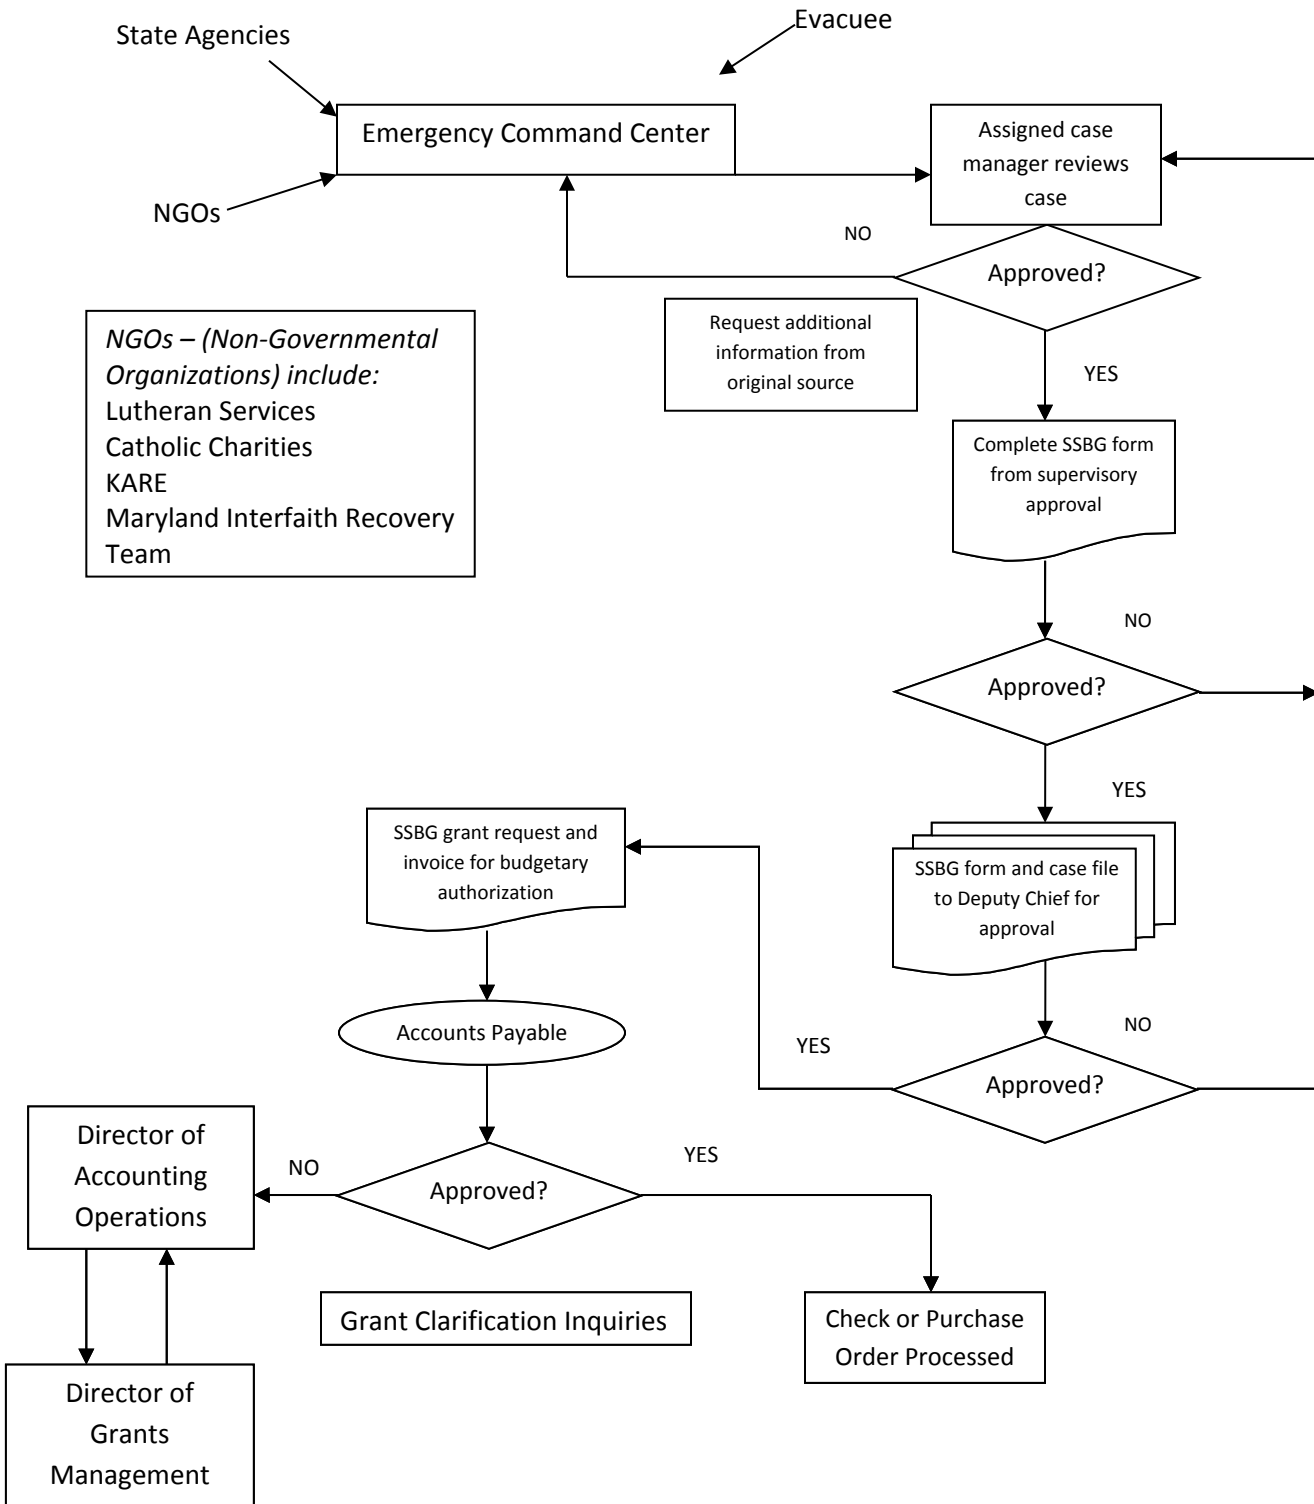 Evacuee
State Agencies
Emergency Command Center
Assigned case
manager reviews
case
NGOs
NO
Approved?
Request additional
information from
original source
YES
NGOs – (Non-Governmental
Organizations) include:
Lutheran Services
Catholic Charities
KARE
Maryland Interfaith Recovery
Team
Complete SSBG form
from supervisory
approval
NO
Approved?
YES
SSBG form and case file
to Deputy Chief for
approval
NO
Approved?
YES
SSBG grant request and
invoice for budgetary
authorization
Accounts Payable
Approved?
NO
YES
Director of
Accounting
Operations
Grant Clarification Inquiries
Check or Purchase
Order Processed
Director of
Grants
Management